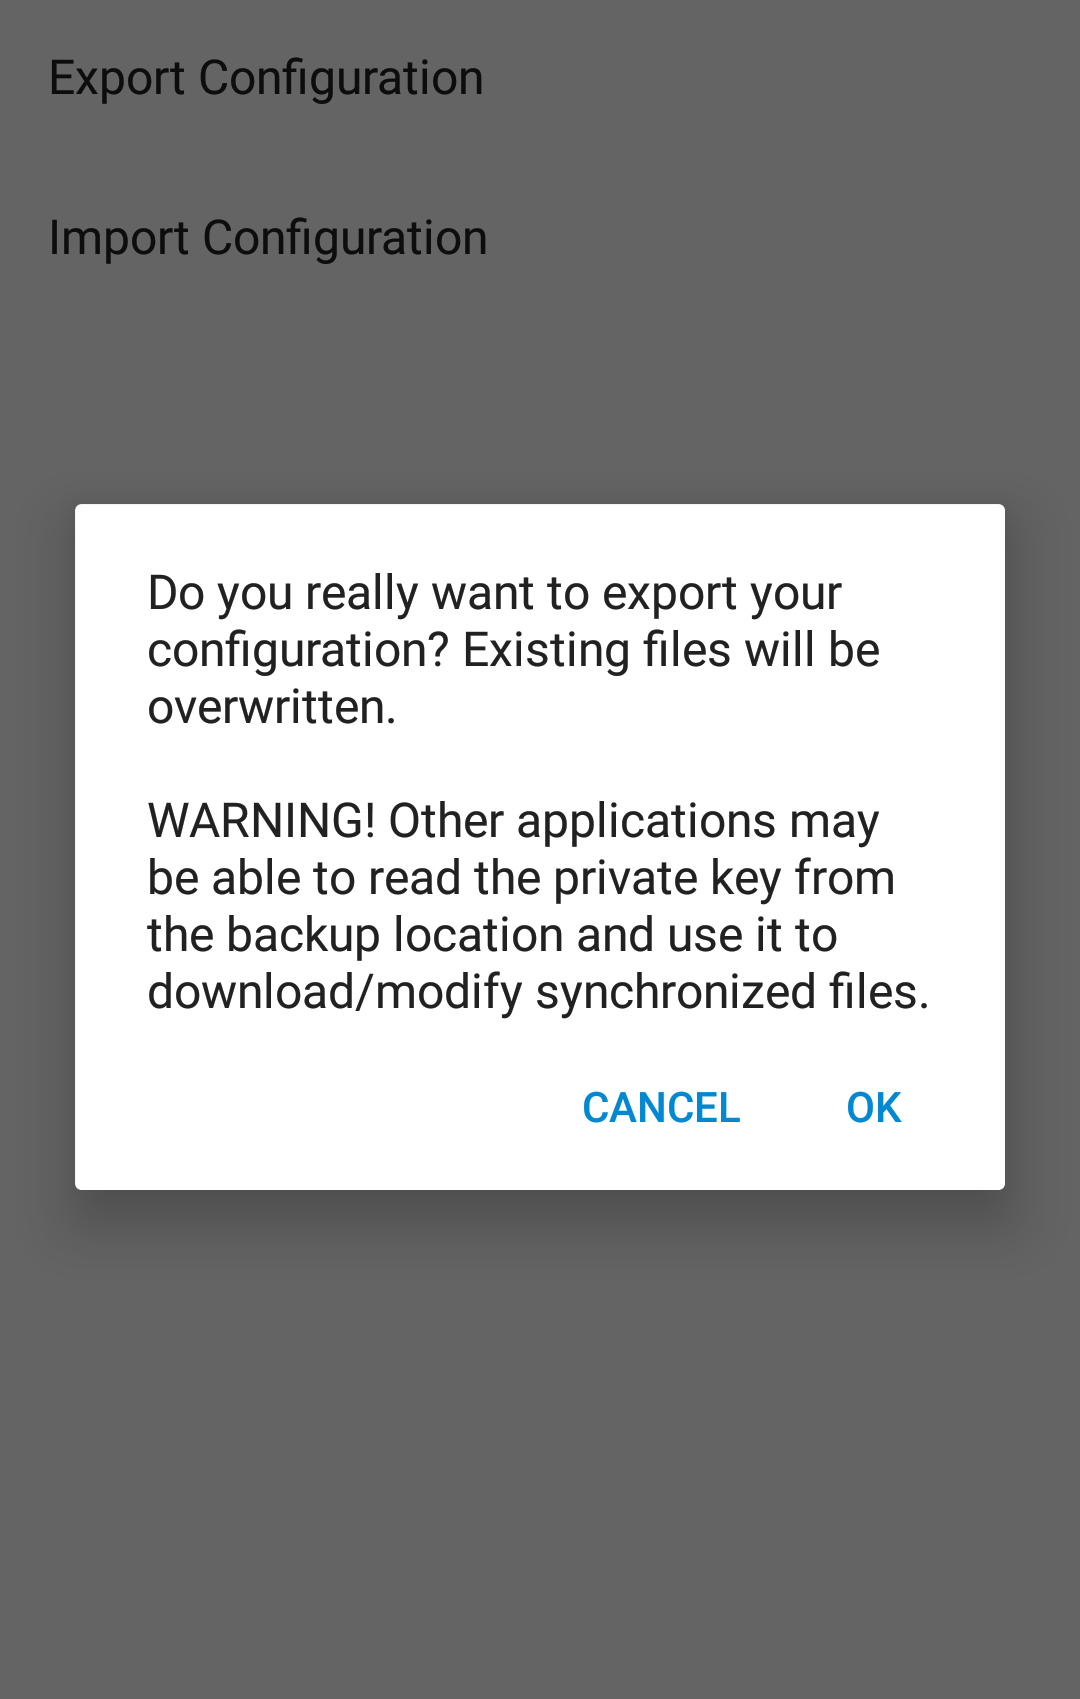 Export Configuration
Import Configuration
Do you really want to export your
configuration? Existing files will be
overwritten.
WARNING! Other applications may
be able to read the private key from
the backup location and use it to
download/modify synchronized files.
CANCEL OK